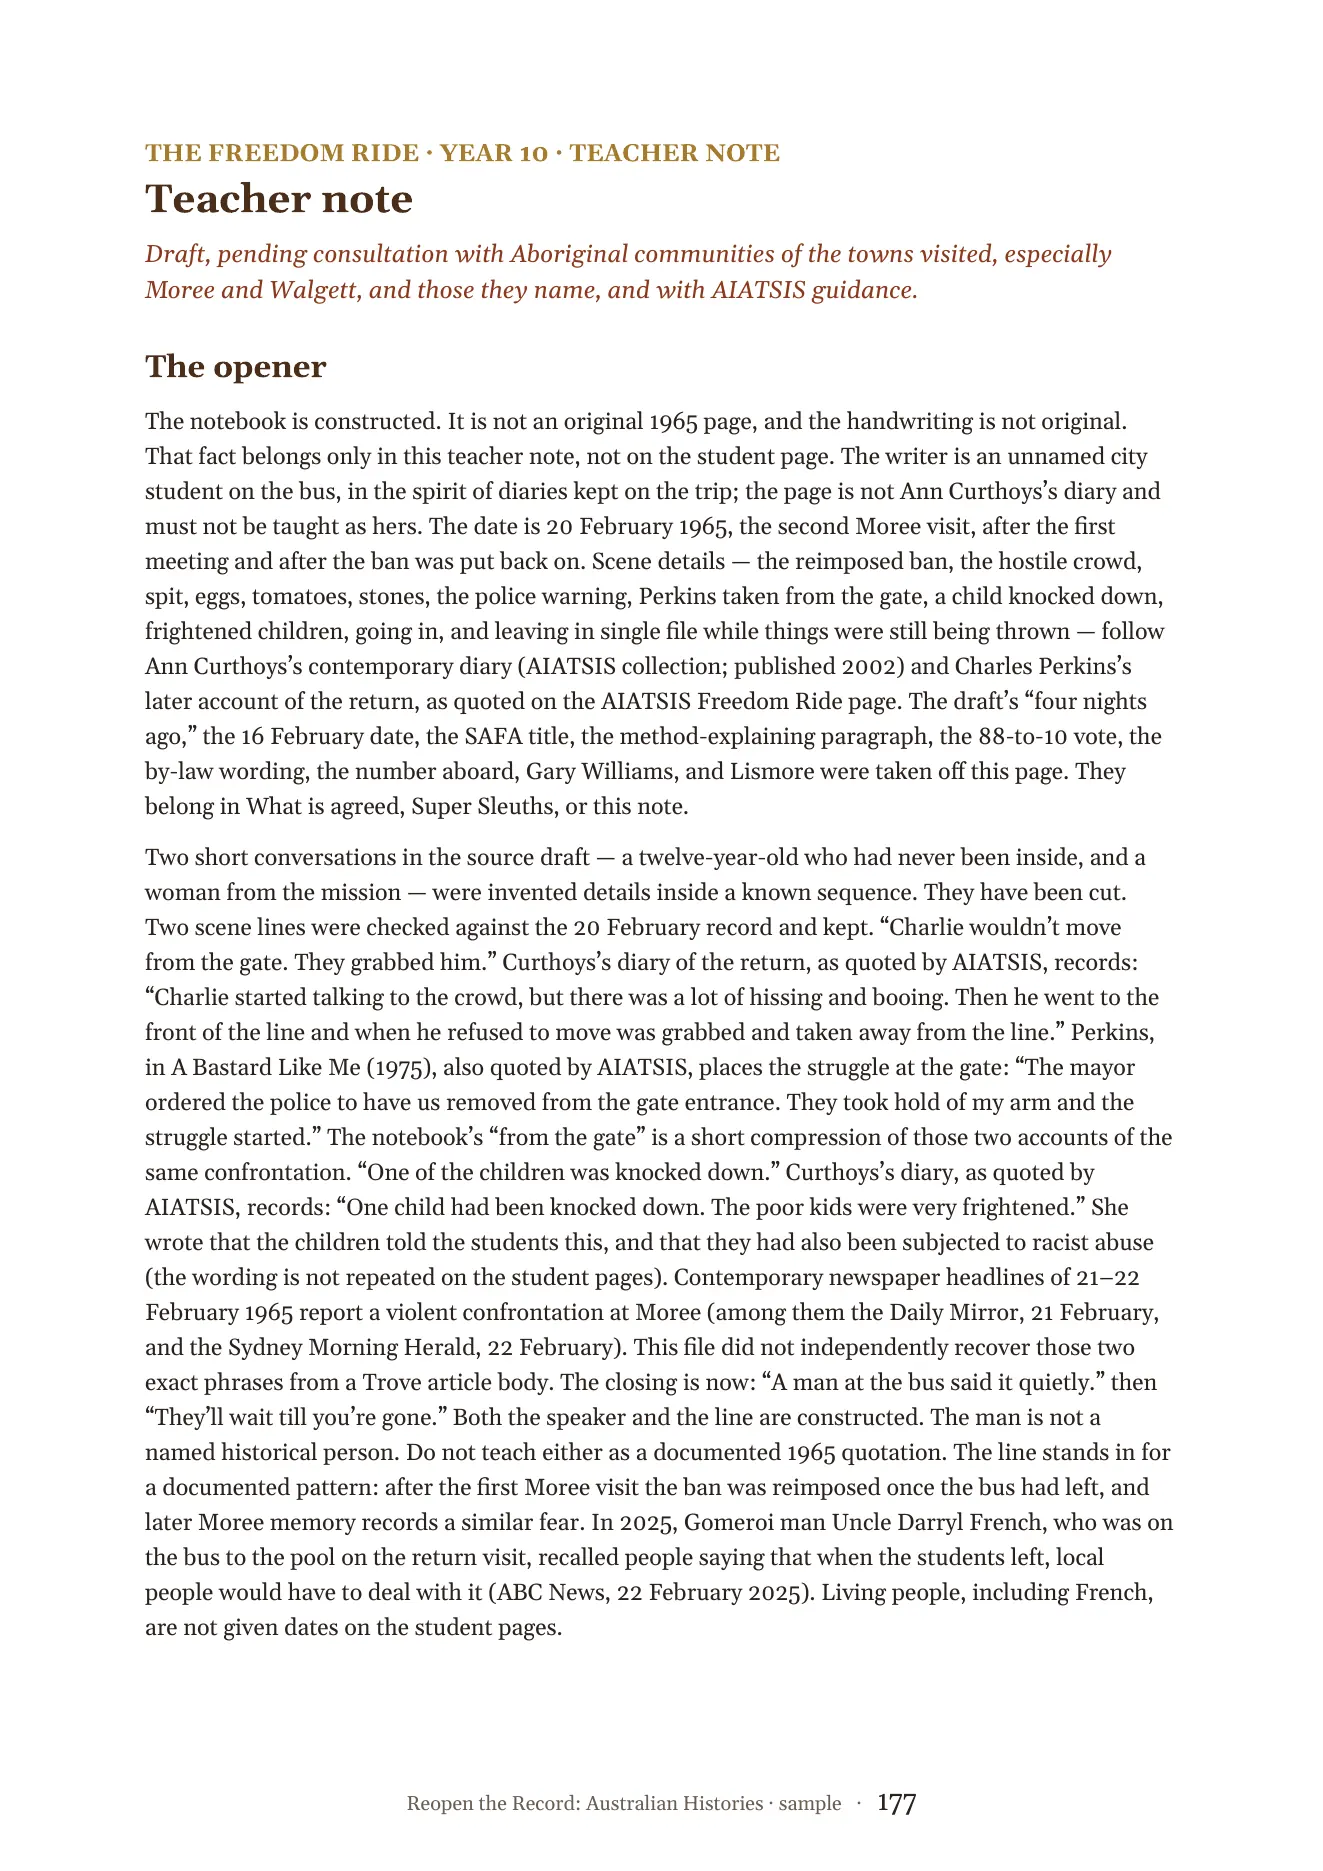 THE FREEDOM RIDE · YEAR 10 · TEACHER NOTE
Teacher note
Draft, pending consultation with Aboriginal communities of the towns visited, especially
Moree and Walgett, and those they name, and with AIATSIS guidance.
The opener
The notebook is constructed. It is not an original 1965 page, and the handwriting is not original.
That fact belongs only in this teacher note, not on the student page. The writer is an unnamed city
student on the bus, in the spirit of diaries kept on the trip; the page is not Ann Curthoys’s diary and
must not be taught as hers. The date is 20 February 1965, the second Moree visit, after the first
meeting and after the ban was put back on. Scene details — the reimposed ban, the hostile crowd,
spit, eggs, tomatoes, stones, the police warning, Perkins taken from the gate, a child knocked down,
frightened children, going in, and leaving in single file while things were still being thrown — follow
Ann Curthoys’s contemporary diary (AIATSIS collection; published 2002) and Charles Perkins’s
later account of the return, as quoted on the AIATSIS Freedom Ride page. The draft’s “four nights
ago,” the 16 February date, the SAFA title, the method-explaining paragraph, the 88-to-10 vote, the
by-law wording, the number aboard, Gary Williams, and Lismore were taken off this page. They
belong in What is agreed, Super Sleuths, or this note.
Two short conversations in the source draft — a twelve-year-old who had never been inside, and a
woman from the mission — were invented details inside a known sequence. They have been cut.
Two scene lines were checked against the 20 February record and kept. “Charlie wouldn’t move
from the gate. They grabbed him.” Curthoys’s diary of the return, as quoted by AIATSIS, records:
“Charlie started talking to the crowd, but there was a lot of hissing and booing. Then he went to the
front of the line and when he refused to move was grabbed and taken away from the line.” Perkins,
in A Bastard Like Me (1975), also quoted by AIATSIS, places the struggle at the gate: “The mayor
ordered the police to have us removed from the gate entrance. They took hold of my arm and the
struggle started.” The notebook’s “from the gate” is a short compression of those two accounts of the
same confrontation. “One of the children was knocked down.” Curthoys’s diary, as quoted by
AIATSIS, records: “One child had been knocked down. The poor kids were very frightened.” She
wrote that the children told the students this, and that they had also been subjected to racist abuse
(the wording is not repeated on the student pages). Contemporary newspaper headlines of 21–22
February 1965 report a violent confrontation at Moree (among them the Daily Mirror, 21 February,
and the Sydney Morning Herald, 22 February). This file did not independently recover those two
exact phrases from a Trove article body. The closing is now: “A man at the bus said it quietly.” then
“They’ll wait till you’re gone.” Both the speaker and the line are constructed. The man is not a
named historical person. Do not teach either as a documented 1965 quotation. The line stands in for
a documented pattern: after the first Moree visit the ban was reimposed once the bus had left, and
later Moree memory records a similar fear. In 2025, Gomeroi man Uncle Darryl French, who was on
the bus to the pool on the return visit, recalled people saying that when the students left, local
people would have to deal with it (ABC News, 22 February 2025). Living people, including French,
are not given dates on the student pages.
Reopen the Record: Australian Histories · sample · 177